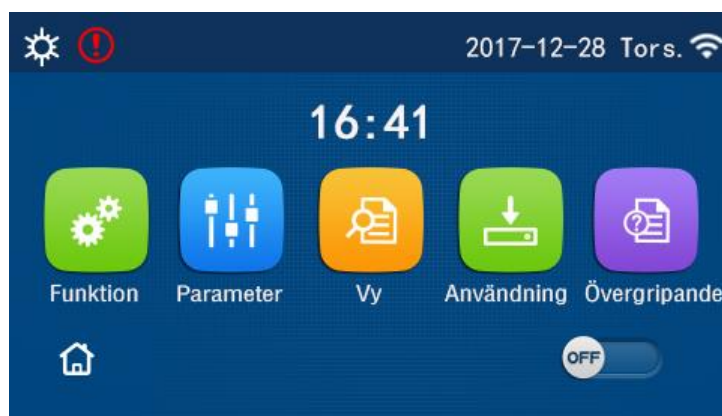 2017-12-28 Tors.
16:41
Funktion Parameter Vy Användning Övergripande
OFF